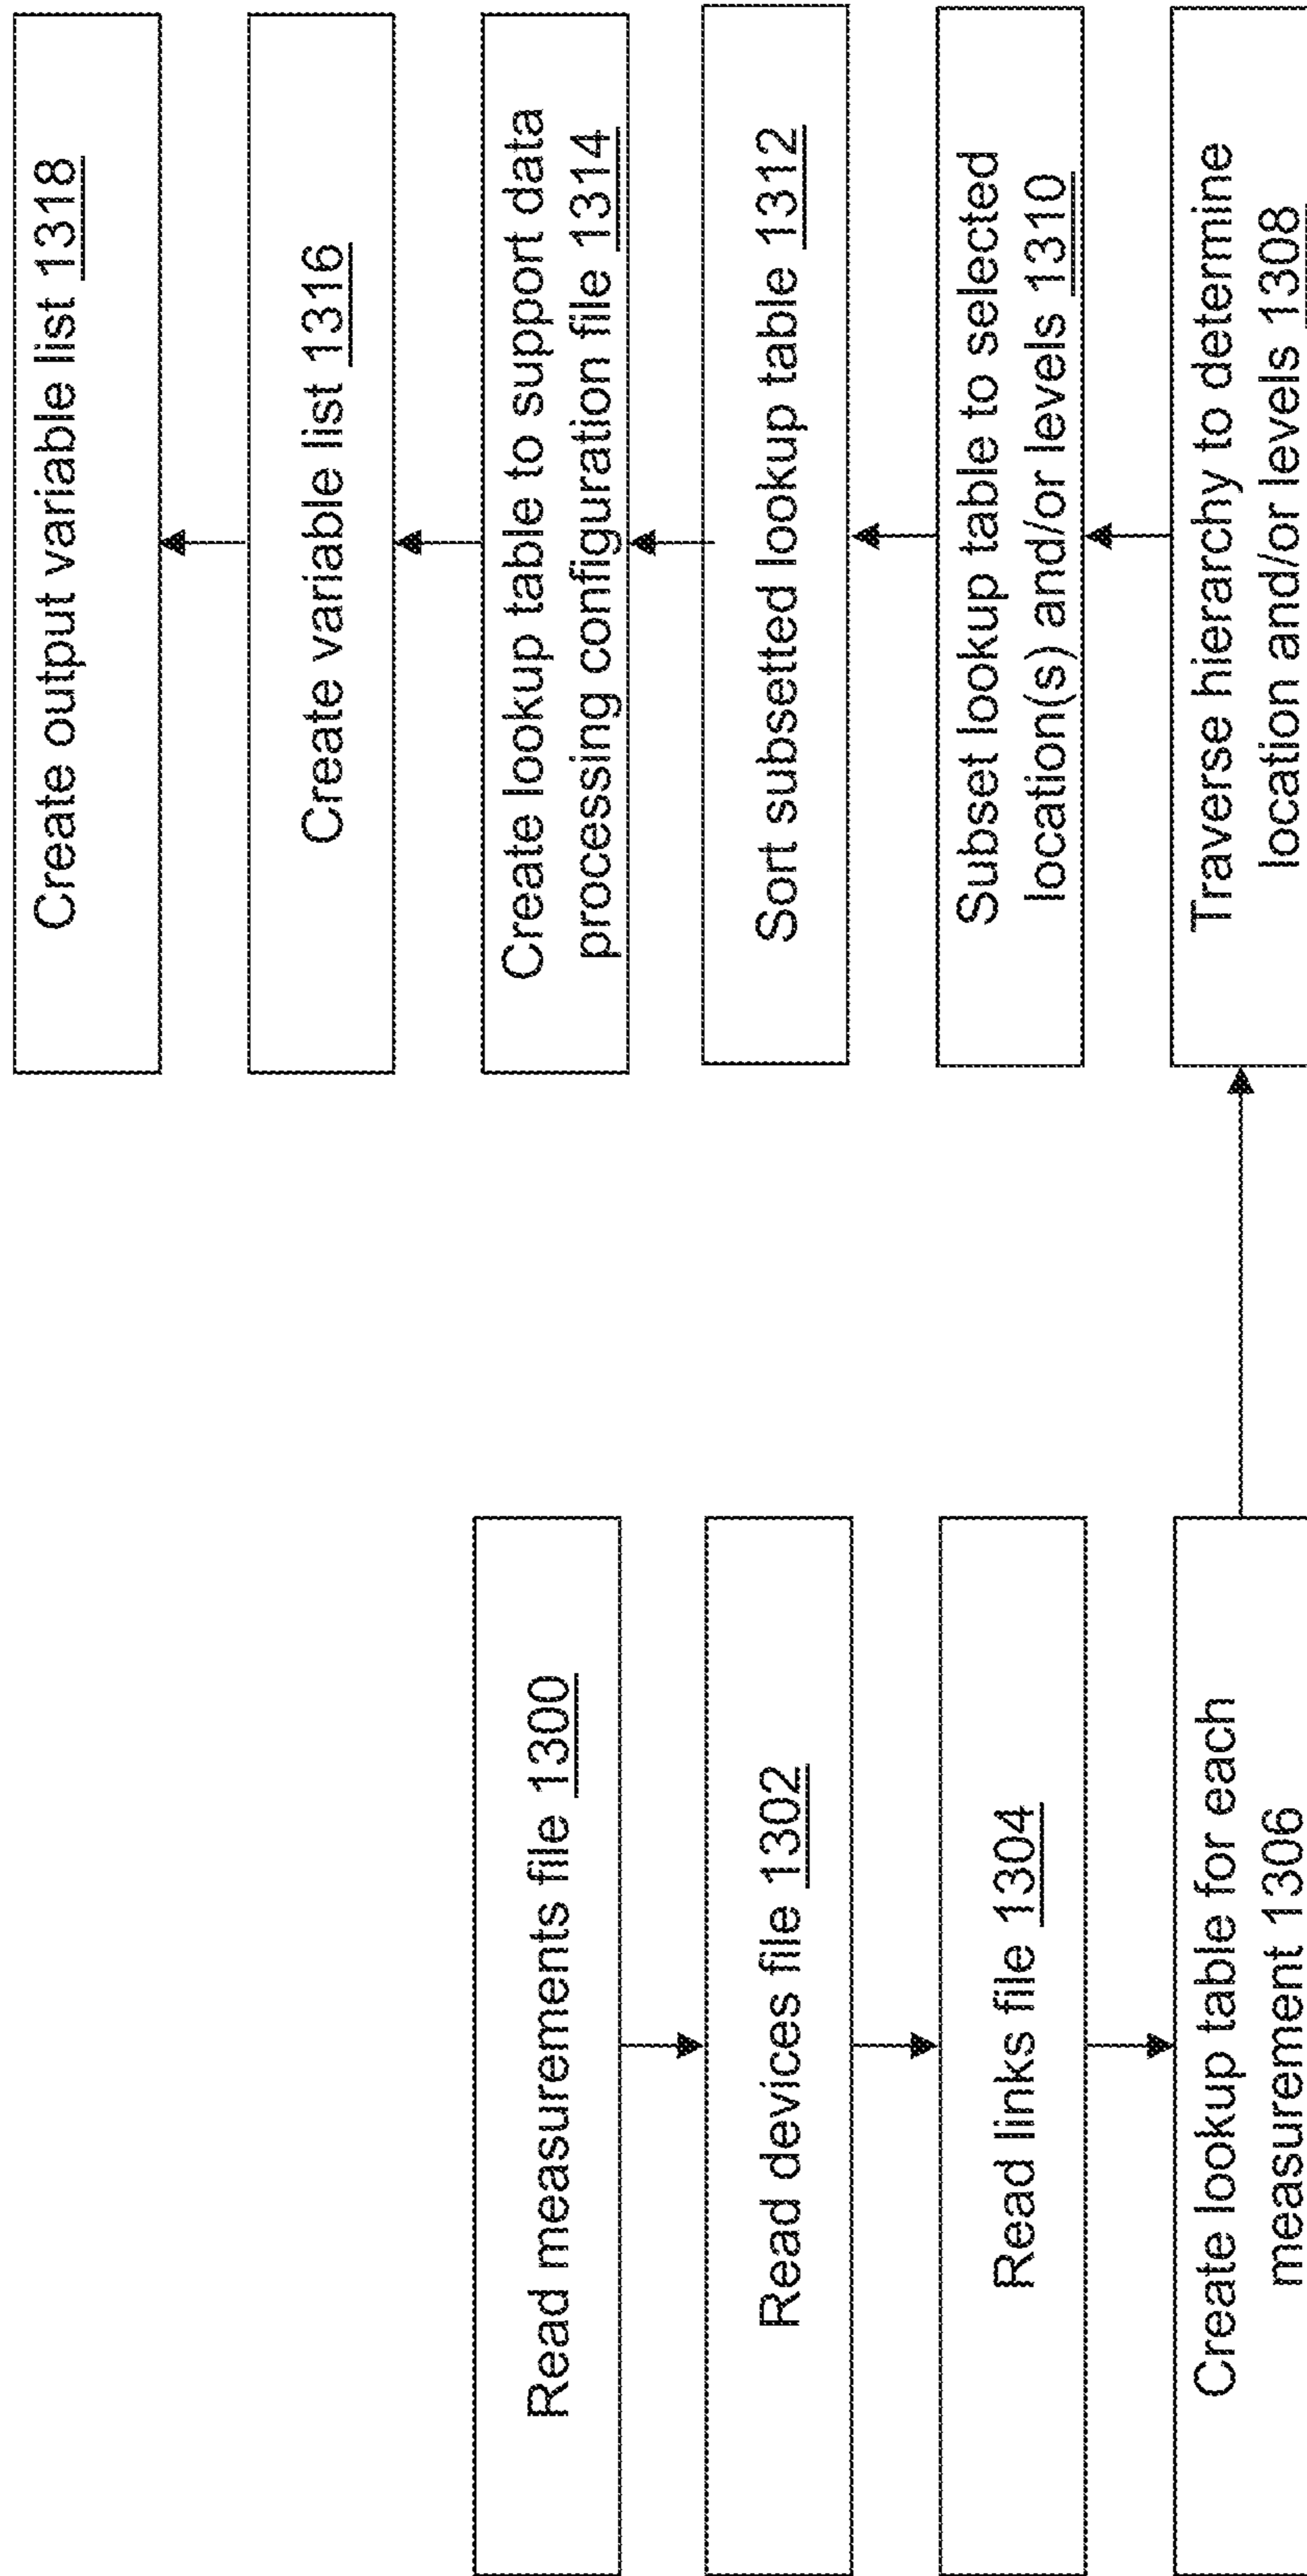 Read measurements file 1300
Read devices file 1302
Read links file 1304
Create lookup table for each
measurement 1306
Traverse hierarchy to determine
location and/or levels 1308
Subset lookup table to selected
location(s) and/or levels 1310
Sort subsetted lookup table 1312
Create lookup table to support data
processing configuration file 1314
Create variable list 1316
Create output variable list 1318